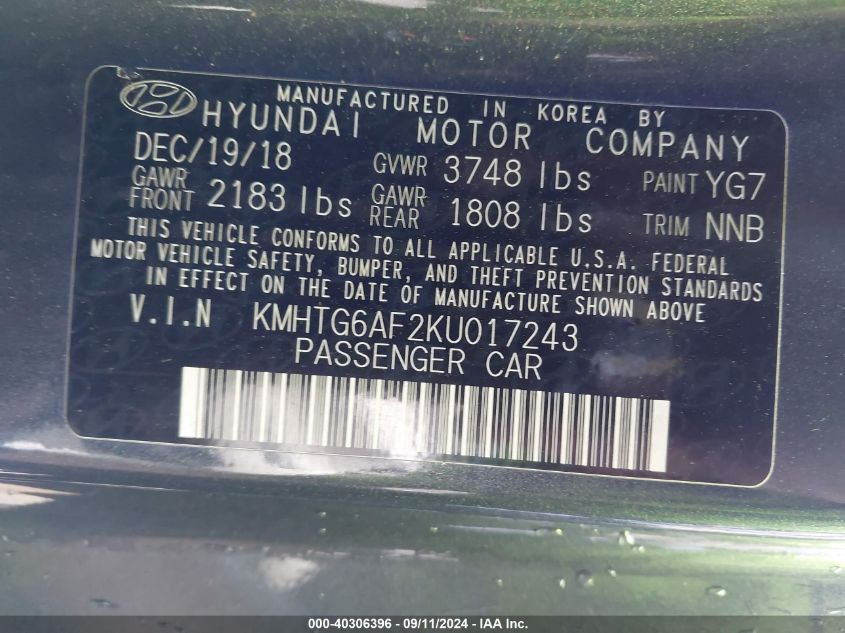 MANUFACTURED IN KOREA BY
HYUNDAI MOTOR COMPANY
DEC/19/18 GVWR 3748 lbs PAINT YG7
GAWR FRONT 2183 lbs GAWR REAR 1808 lbs TRIM NNB
THIS VEHICLE CONFORMS TO ALL APPLICABLE U.S.A. FEDERAL
MOTOR VEHICLE SAFETY, BUMPER, AND THEFT PREVENTION STANDARDS
IN EFFECT ON THE DATE OF MANUFACTURE SHOWN ABOVE
V.I.N KMHTG6AF2KU017243
PASSENGER CAR
000-40306396 - 09/11/2024 - IAAI.com